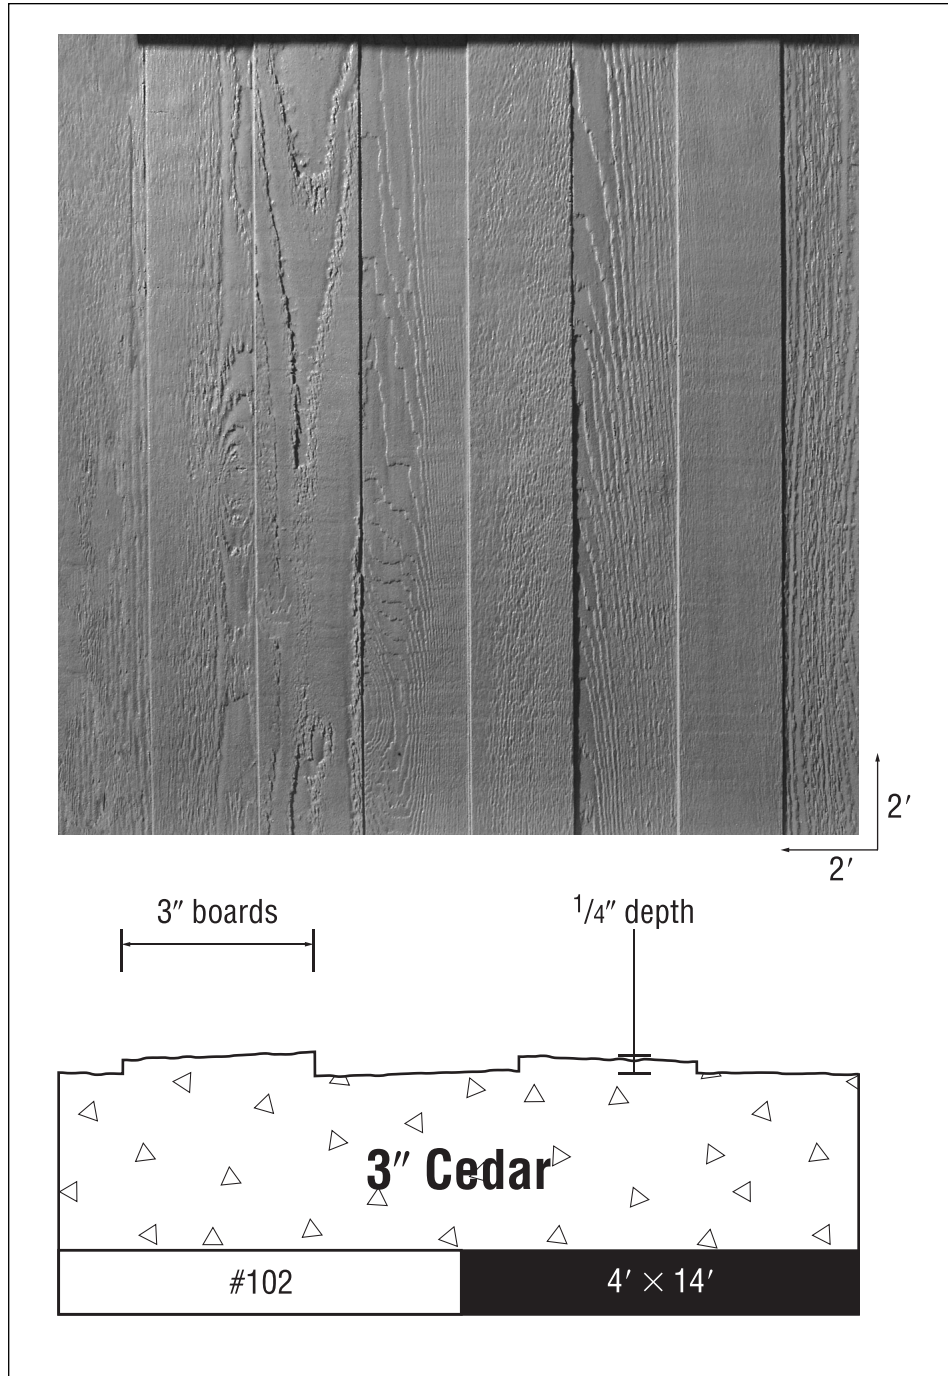 2′
2′
3″ boards
1/4″ depth
3″ Cedar
#102
4′ × 14′